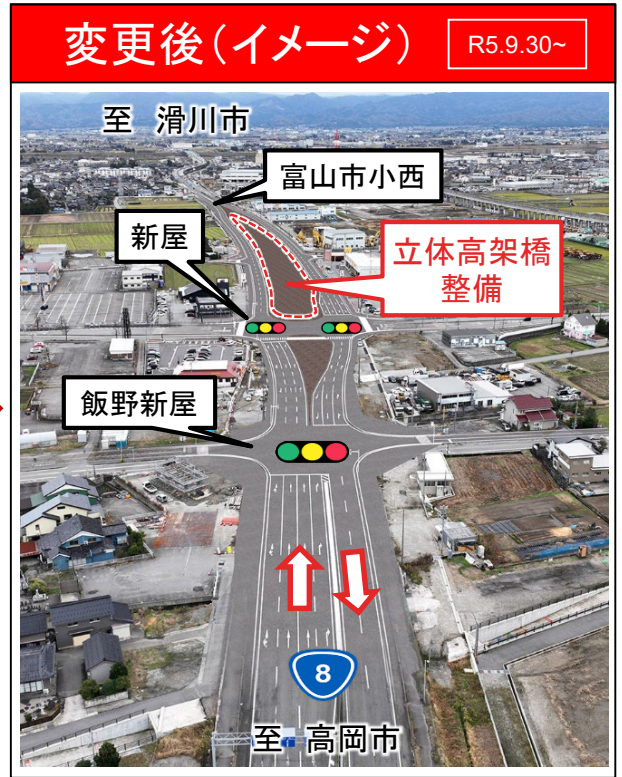 変更後(イメージ)
R5.9.30~
至 滑川市
富山市小西
新屋
立体高架橋
整備
飯野新屋
8
至 高岡市